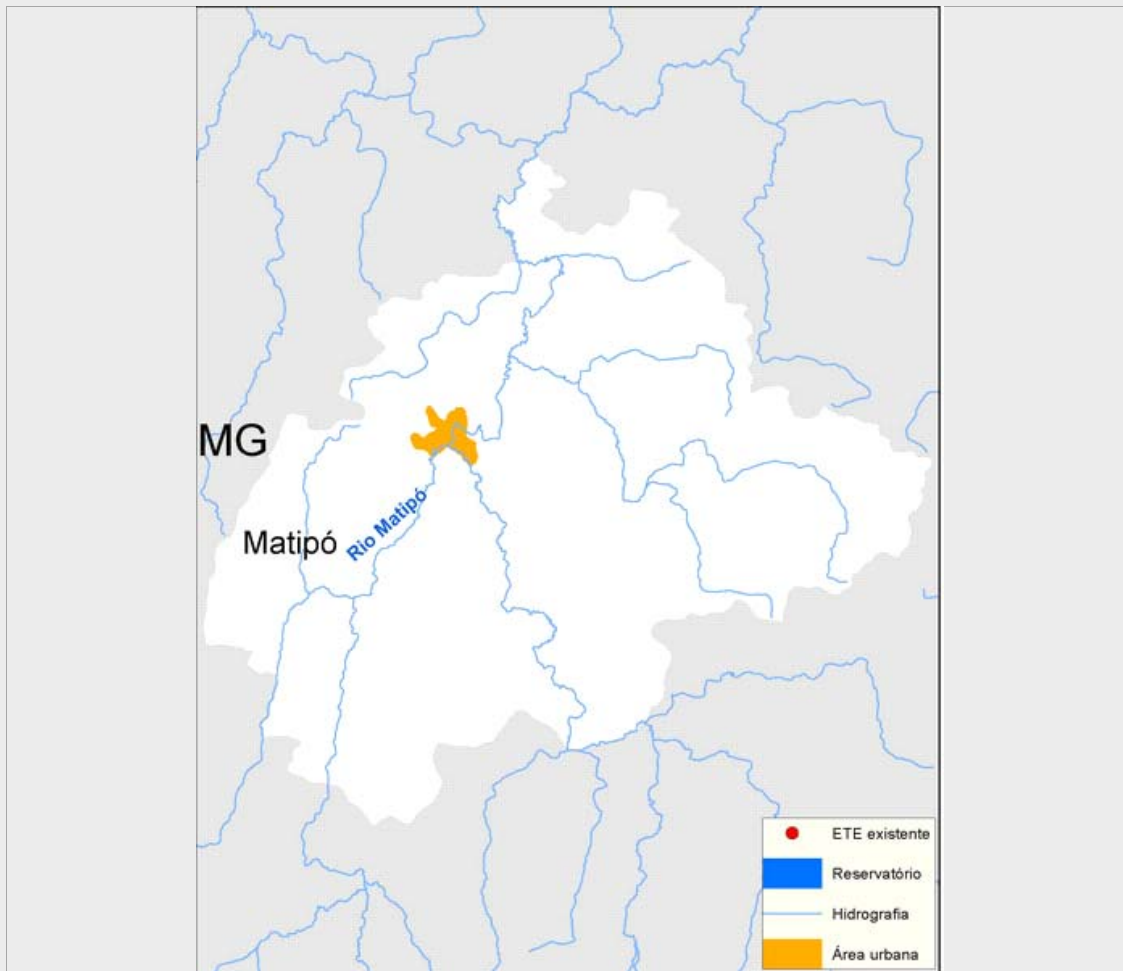 MG
Matipó
Rio Matipó
ETE existente
Reservatório
Hidrografia
Área urbana